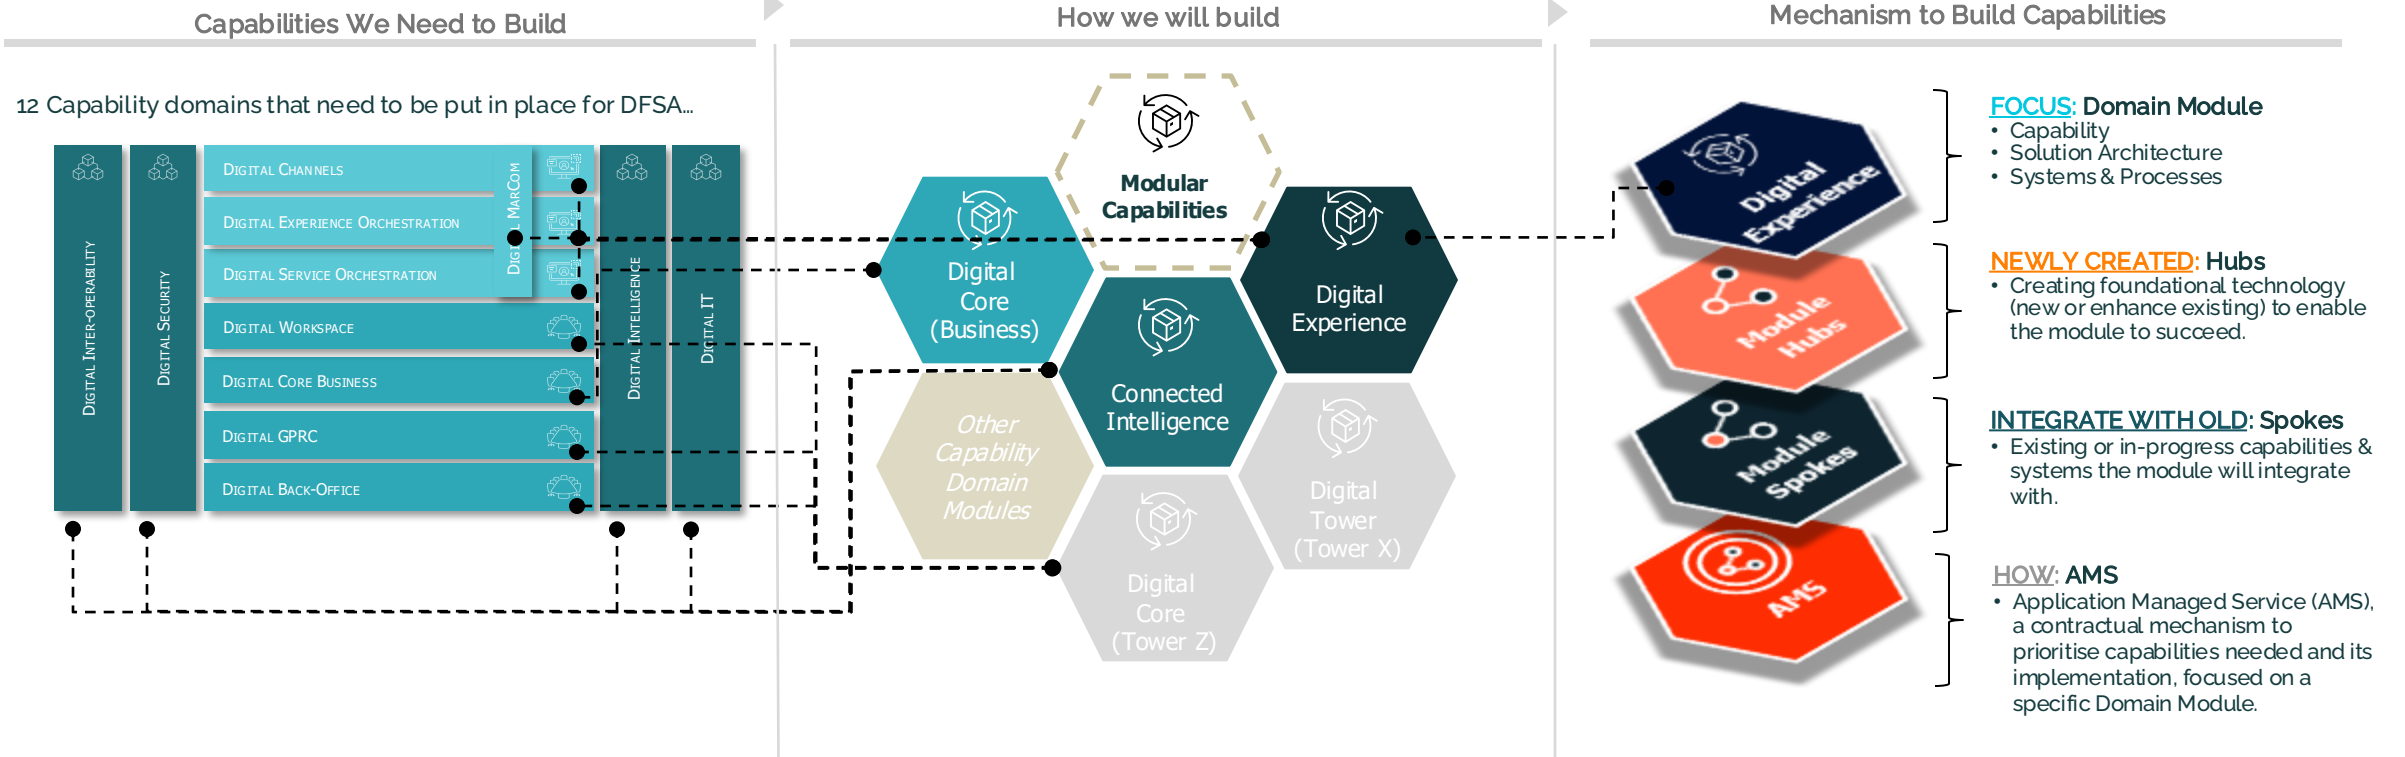 Capabilities We Need to Build
How we will build
Mechanism to Build Capabilities
12 Capability domains that need to be put in place for DFSA...
DIGITAL INTER-OPERABILITY
DIGITAL SECURITY
DIGITAL CHANNELS
DIGITAL EXPERIENCE ORCHESTRATION
DIGITAL SERVICE ORCHESTRATION
DIGITAL WORKSPACE
DIGITAL CORE BUSINESS
DIGITAL GPRC
DIGITAL BACK-OFFICE
DIGITAL MARCOM
DIGITAL INTELLIGENCE
DIGITAL IT
Modular
Capabilities
Digital
Core
(Business)
Digital
Experience
Connected
Intelligence
Other
Capability
Domain
Modules
Digital
Tower
(Tower X)
Digital
Core
(Tower Z)
Digital
Experience
Module
Hubs
Module
Spokes
AMS
FOCUS: Domain Module
• Capability
• Solution Architecture
• Systems & Processes
NEWLY CREATED: Hubs
• Creating foundational technology
(new or enhance existing) to enable
the module to succeed.
INTEGRATE WITH OLD: Spokes
• Existing or in-progress capabilities &
systems the module will integrate
with.
HOW: AMS
• Application Managed Service (AMS),
a contractual mechanism to
prioritise capabilities needed and its
implementation, focused on a
specific Domain Module.